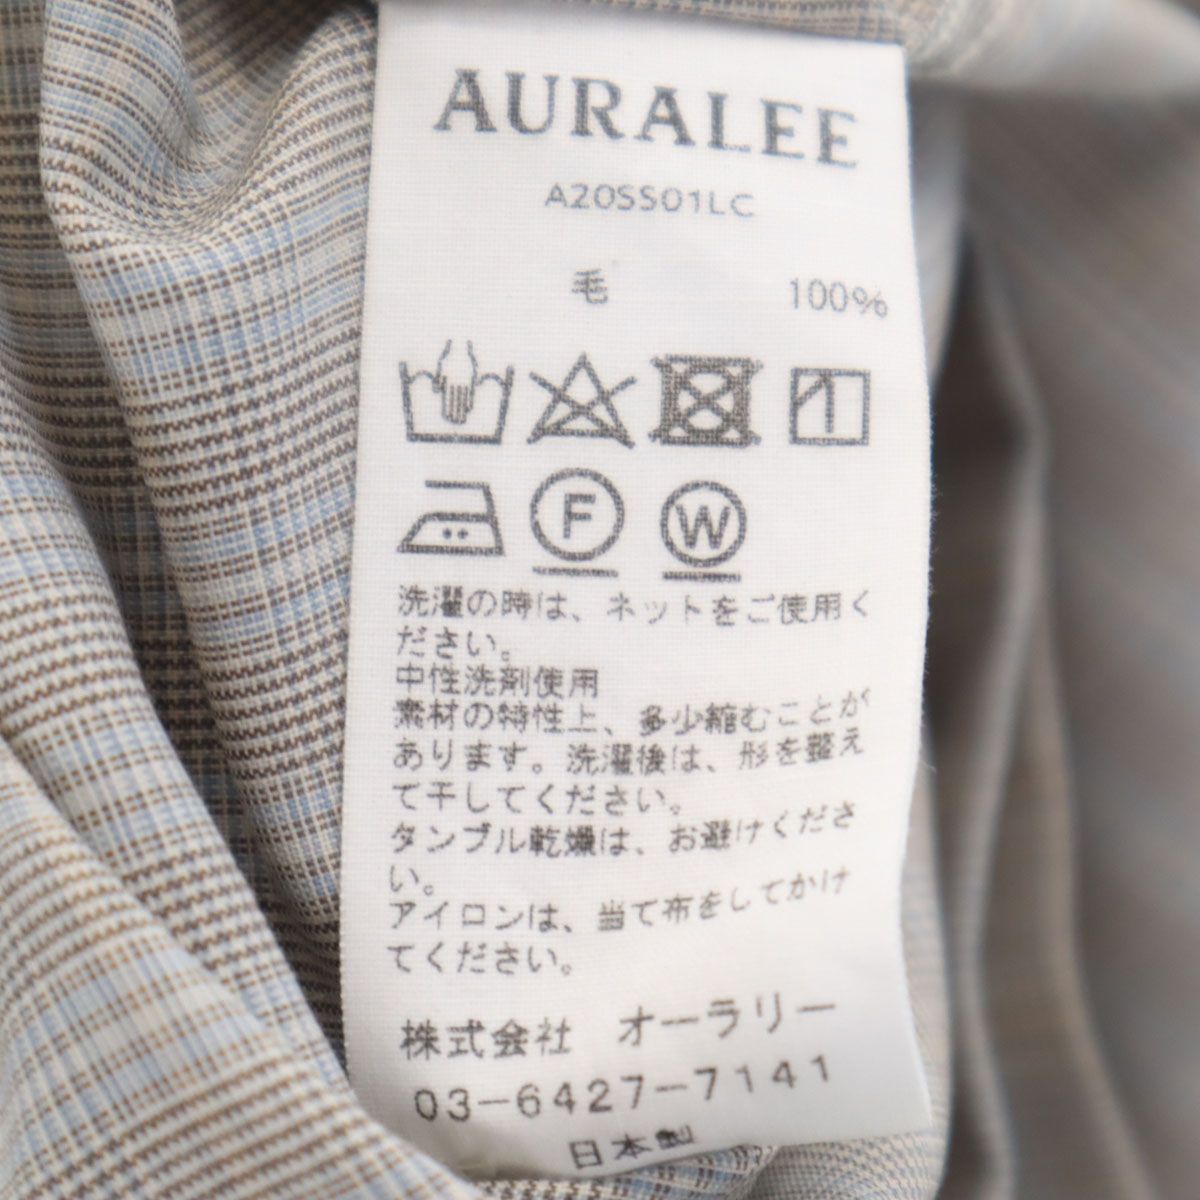 AURALEE
A20SS01LC
毛 100%
F W
洗濯の時は、ネットをご使用く
ださい。
中性洗剤使用
素材の特性上、多少縮むことが
あります。洗濯後は、形を整え
て干してください。
タンブル乾燥は、お避けくださ
い。
アイロンは、当て布をしてかけ
てください。
株式会社 オーラリー
03-6427-7141
日本製